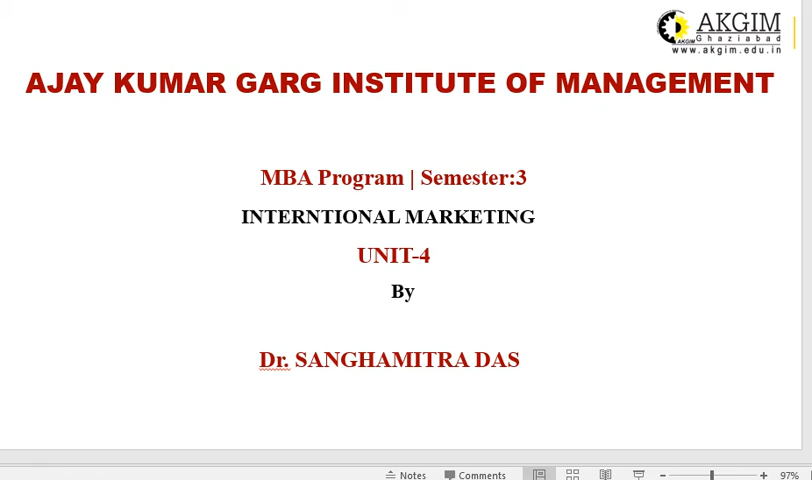 AKGIM
Ghaziabad
AKGIM
www.akgim.edu.in
AJAY KUMAR GARG INSTITUTE OF MANAGEMENT
MBA Program | Semester:3
INTERNTIONAL MARKETING
UNIT-4
By
Dr. SANGHAMITRA DAS
Notes Comments 97%